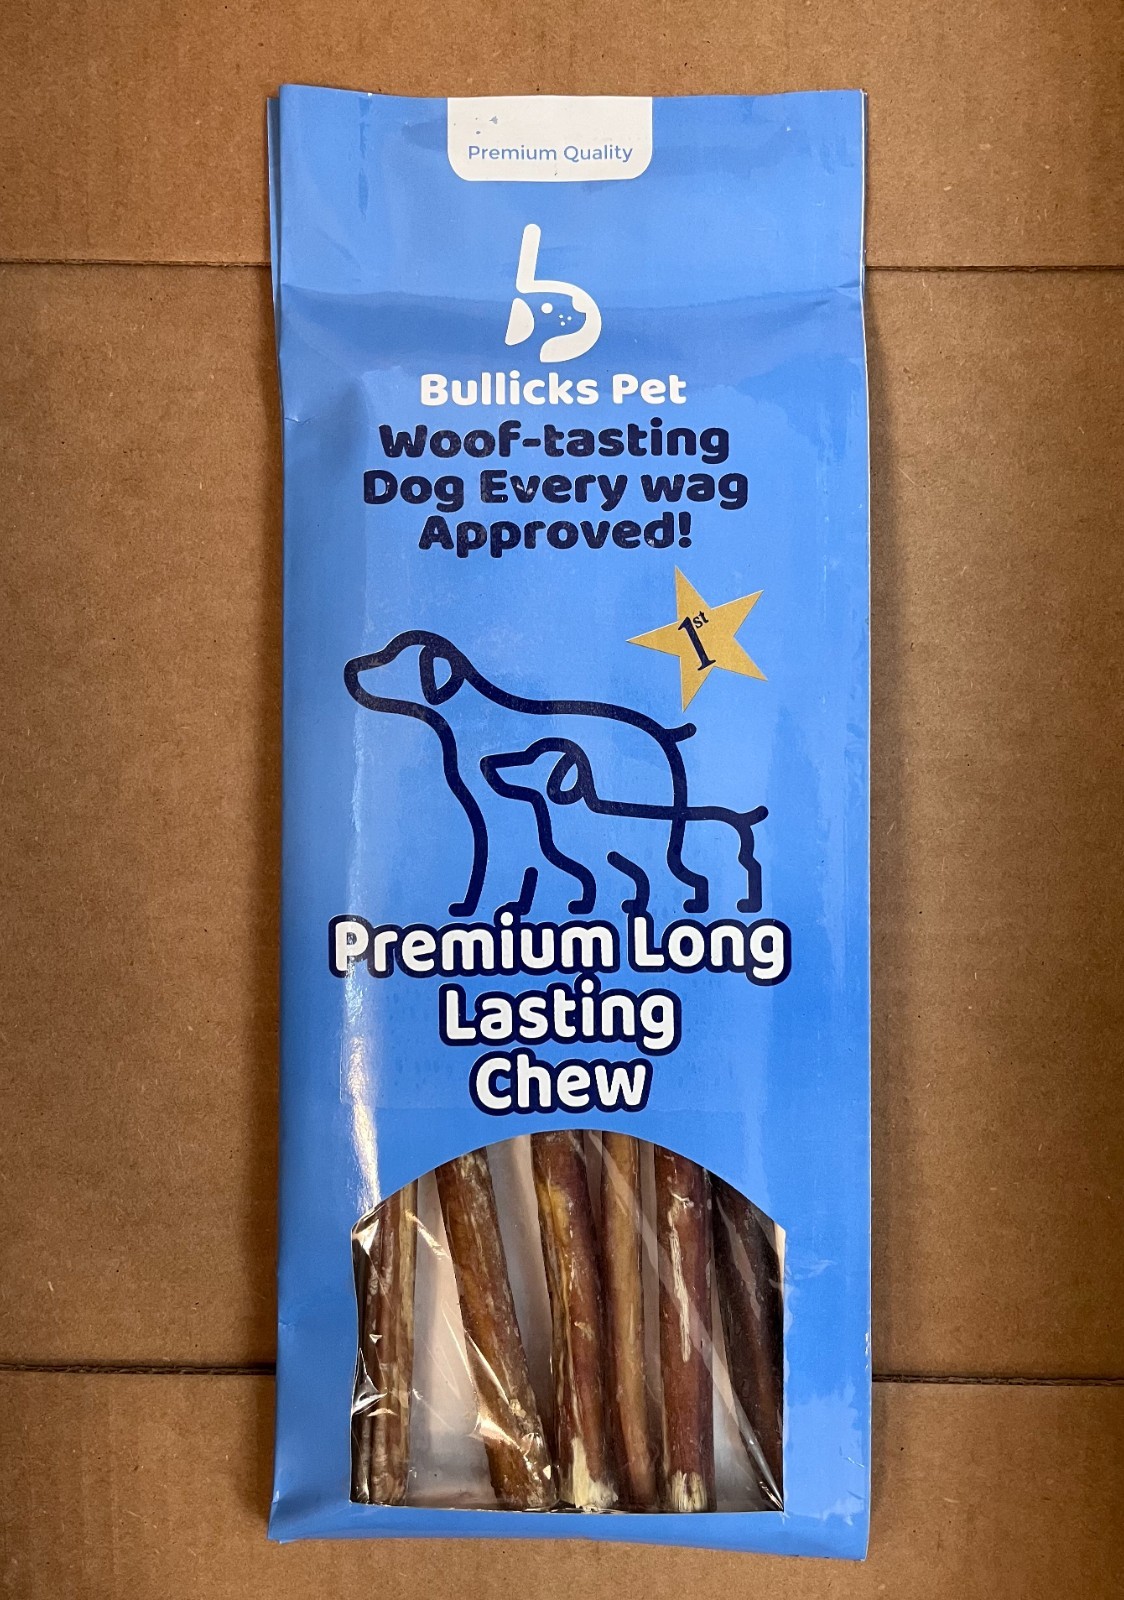 Premium Quality
Bullicks Pet
Woof-tasting
Dog Every wag
Approved!
1st
Premium Long
Lasting
Chew